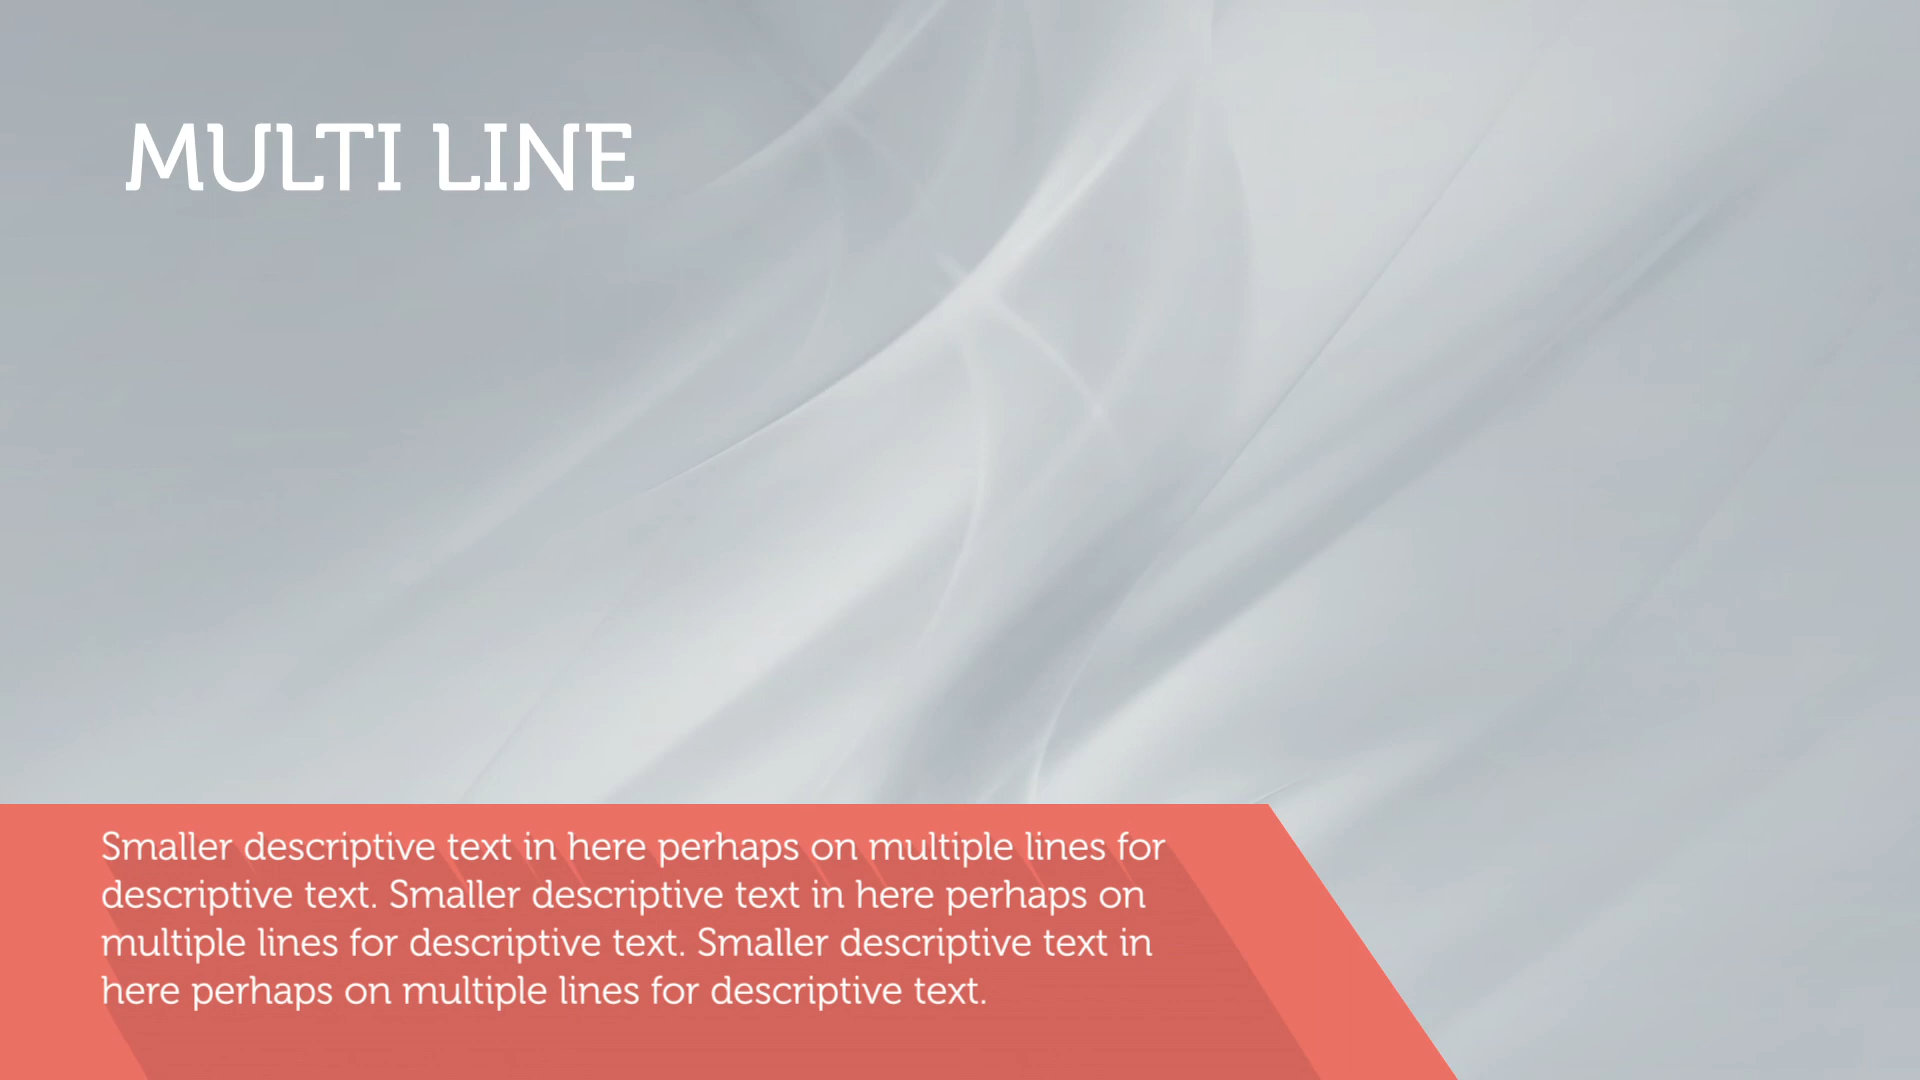 MULTI LINE
Smaller descriptive text in here perhaps on multiple lines for
descriptive text. Smaller descriptive text in here perhaps on
multiple lines for descriptive text. Smaller descriptive text in
here perhaps on multiple lines for descriptive text.